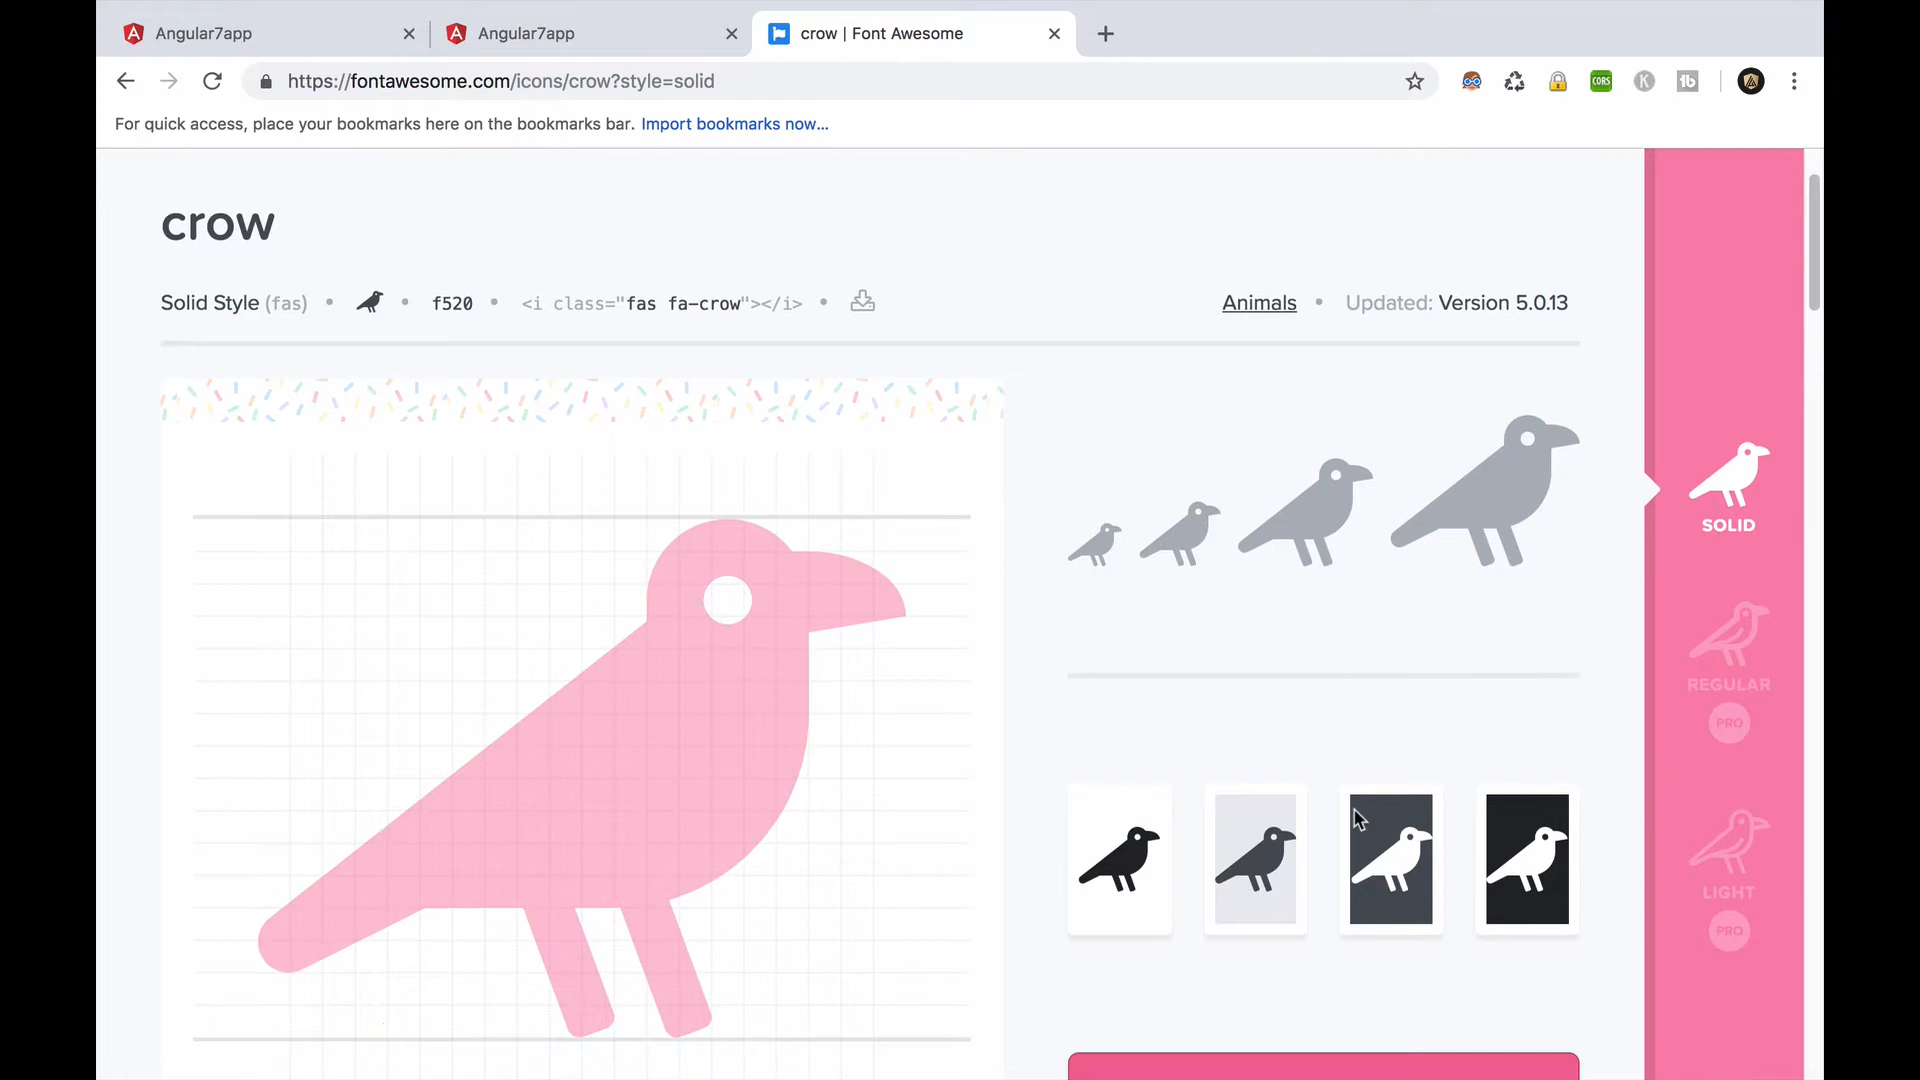 Angular7app
Angular7app
crow | Font Awesome
https://fontawesome.com/icons/crow?style=solid
CORS
K
For quick access, place your bookmarks here on the bookmarks bar. Import bookmarks now...
crow
Solid Style (fas) • • f520 • <i class="fas fa-crow"></i> •
Animals • Updated: Version 5.0.13
SOLID
REGULAR
PRO
LIGHT
PRO